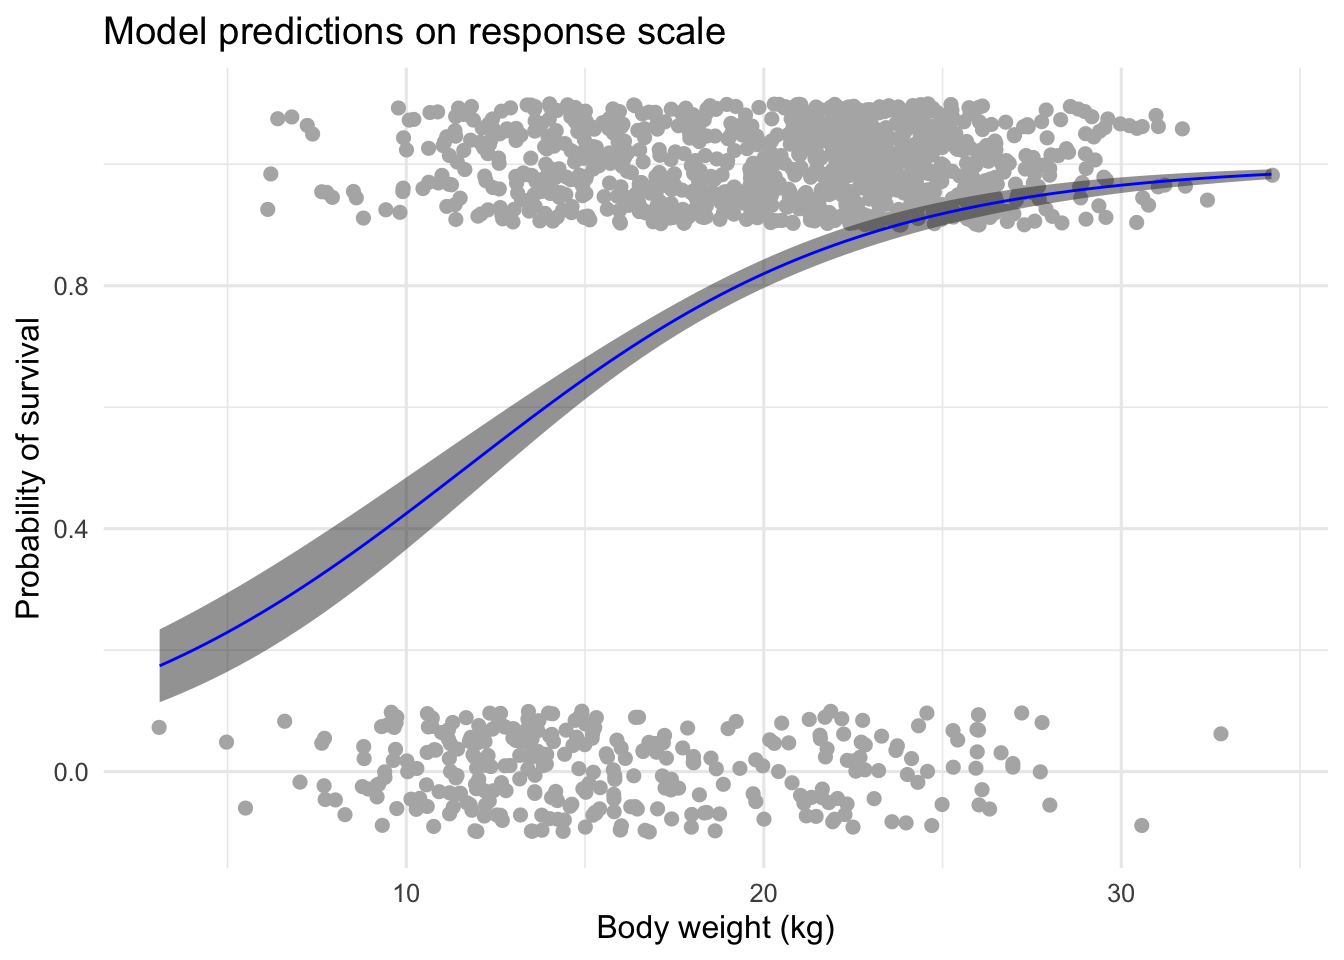 Model predictions on response scale
Probability of survival
0.8
0.4
0.0
10 20 30
Body weight (kg)